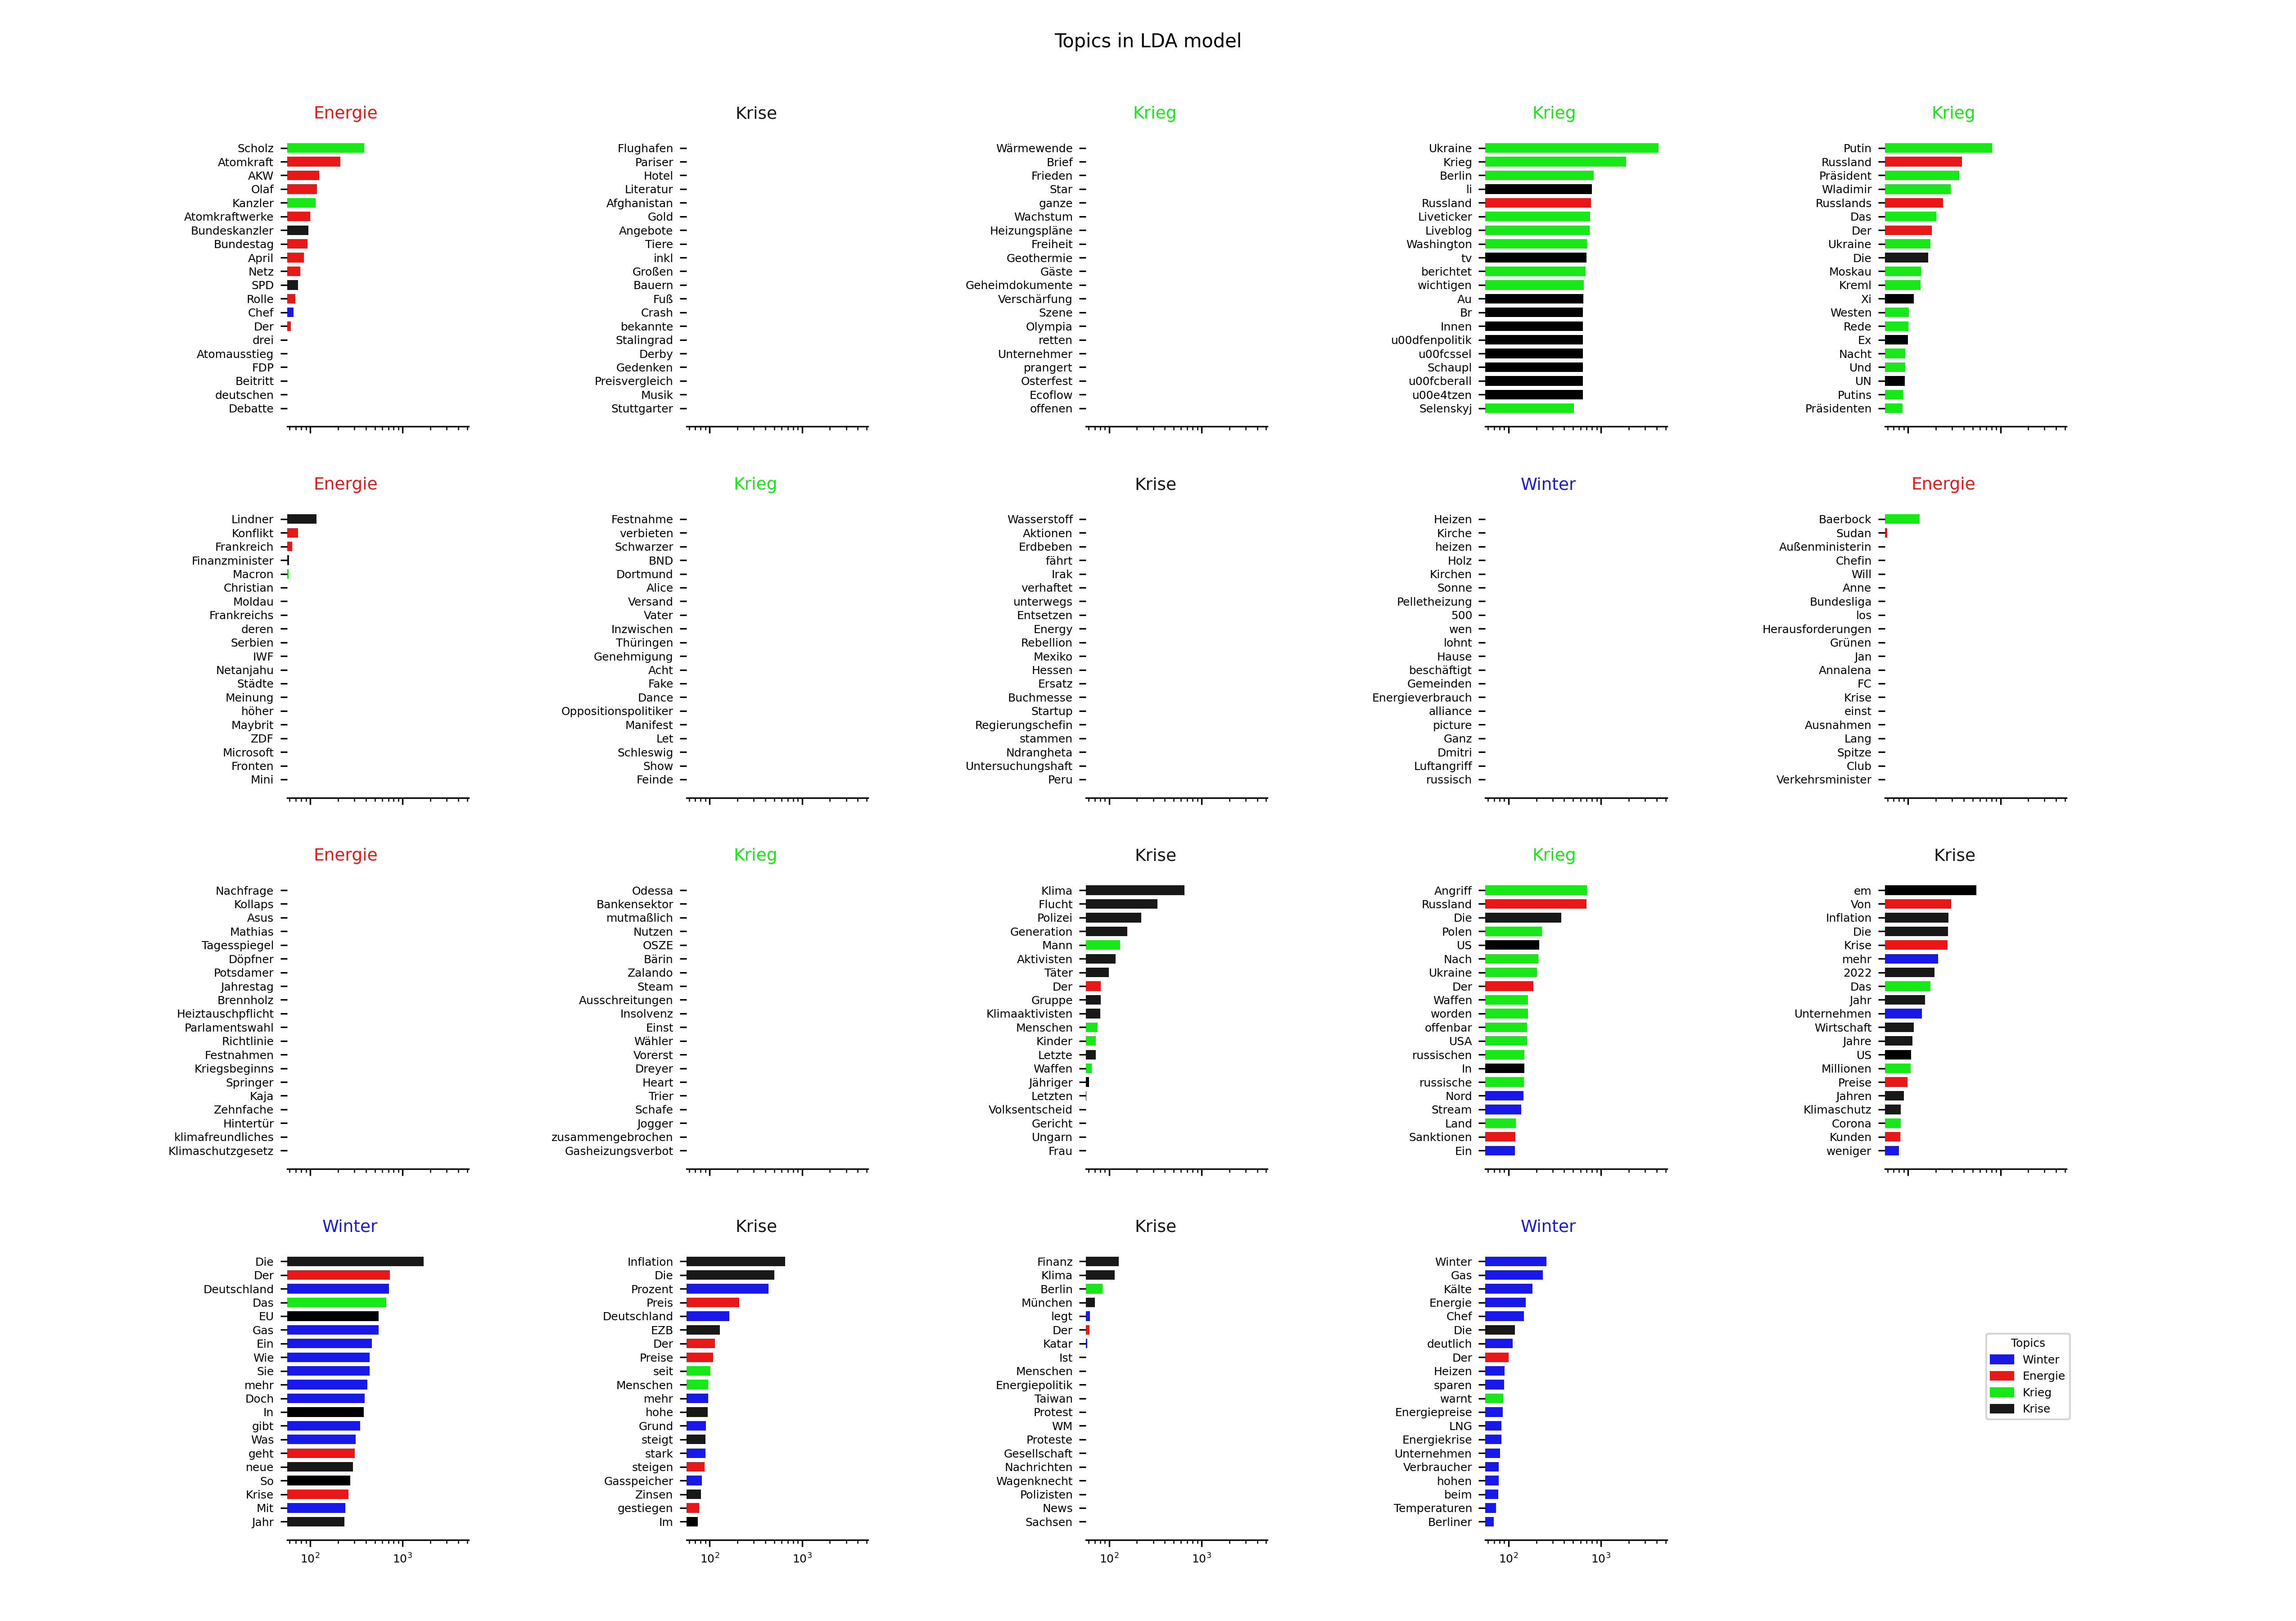 Topics in LDA model
Energie
Scholz
Atomkraft
AKW
Olaf
Kanzler
Atomkraftwerke
Bundeskanzler
Bundestag
April
Netz
SPD
Rolle
Chef
Der
drei
Atomausstieg
FDP
Beitritt
deutschen
Debatte
Krise
Flughafen
Pariser
Hotel
Literatur
Afghanistan
Gold
Angebote
Tiere
inkl
Großen
Bauern
Fuß
Crash
bekannte
Stalingrad
Derby
Gedenken
Preisvergleich
Musik
Stuttgarter
Krieg
Wärmewende
Brief
Frieden
Star
ganze
Wachstum
Heizungspläne
Freiheit
Geothermie
Gäste
Geheimdokumente
Verschärfung
Szene
Olympia
retten
Unternehmer
prangert
Osterfest
Ecoflow
offenen
Krieg
Ukraine
Krieg
Berlin
li
Russland
Liveticker
Liveblog
Washington
tv
berichtet
wichtigen
Au
Br
Innen
u00dfenpolitik
u00fcssel
Schaupl
u00fcberall
u00e4tzen
Selenskyj
Krieg
Putin
Russland
Präsident
Wladimir
Russlands
Das
Der
Ukraine
Die
Moskau
Kreml
Xi
Westen
Rede
Ex
Nacht
Und
UN
Putins
Präsidenten
Energie
Lindner
Konflikt
Frankreich
Finanzminister
Macron
Christian
Moldau
Frankreichs
deren
Serbien
IWF
Netanjahu
Städte
Meinung
höher
Maybrit
ZDF
Microsoft
Fronten
Mini
Krieg
Festnahme
verbieten
Schwarzer
BND
Dortmund
Alice
Versand
Vater
Inzwischen
Thüringen
Genehmigung
Acht
Fake
Dance
Oppositionspolitiker
Manifest
Let
Schleswig
Show
Feinde
Krise
Wasserstoff
Aktionen
Erdbeben
fährt
Irak
verhaftet
unterwegs
Entsetzen
Energy
Rebellion
Mexiko
Hessen
Ersatz
Buchmesse
Startup
Regierungschefin
stammen
Ndrangheta
Untersuchungshaft
Peru
Winter
Heizen
Kirche
heizen
Holz
Kirchen
Sonne
Pelletheizung
500
wen
lohnt
Hause
beschäftigt
Gemeinden
Energieverbrauch
alliance
picture
Ganz
Dmitri
Luftangriff
russisch
Energie
Baerbock
Sudan
Außenministerin
Chefin
Will
Anne
Bundesliga
los
Herausforderungen
Grünen
Jan
Annalena
FC
Krise
einst
Ausnahmen
Lang
Spitze
Club
Verkehrsminister
Energie
Nachfrage
Kollaps
Asus
Mathias
Tagesspiegel
Döpfner
Potsdamer
Jahrestag
Brennholz
Heiztauschpflicht
Parlamentswahl
Richtlinie
Festnahmen
Kriegsbeginns
Springer
Kaja
Zehnfache
Hintertür
klimafreundliches
Klimaschutzgesetz
Krieg
Odessa
Bankensektor
mutmaßlich
Nutzen
OSZE
Bärin
Zalando
Steam
Ausschreitungen
Insolvenz
Einst
Wähler
Vorerst
Dreyer
Heart
Trier
Schafe
Jogger
zusammengebrochen
Gasheizungsverbot
Krise
Klima
Flucht
Polizei
Generation
Mann
Aktivisten
Täter
Der
Gruppe
Klimaaktivisten
Menschen
Kinder
Letzte
Waffen
Jähriger
Letzten
Volksentscheid
Gericht
Ungarn
Frau
Krieg
Angriff
Russland
Die
Polen
US
Nach
Ukraine
Der
Waffen
worden
offenbar
USA
russischen
In
russische
Nord
Stream
Land
Sanktionen
Ein
Krise
em
Von
Inflation
Die
Krise
mehr
2022
Das
Jahr
Unternehmen
Wirtschaft
Jahre
US
Millionen
Preise
Jahren
Klimaschutz
Corona
Kunden
weniger
Winter
Die
Der
Deutschland
Das
EU
Gas
Ein
Wie
Sie
mehr
Doch
In
gibt
Was
geht
neue
So
Krise
Mit
Jahr
10²
10³
Krise
Inflation
Die
Prozent
Preis
Deutschland
EZB
Der
Preise
seit
Menschen
mehr
hohe
Grund
steigt
stark
steigen
Gasspeicher
Zinsen
gestiegen
Im
10²
10³
Krise
Finanz
Klima
Berlin
München
legt
Der
Katar
Ist
Menschen
Energiepolitik
Taiwan
Protest
WM
Proteste
Gesellschaft
Nachrichten
Wagenknecht
Polizisten
News
Sachsen
10²
10³
Winter
Winter
Gas
Kälte
Energie
Chef
Die
deutlich
Der
Heizen
sparen
warnt
Energiepreise
LNG
Energiekrise
Unternehmen
Verbraucher
hohen
beim
Temperaturen
Berliner
10²
10³
Topics
Winter
Energie
Krieg
Krise